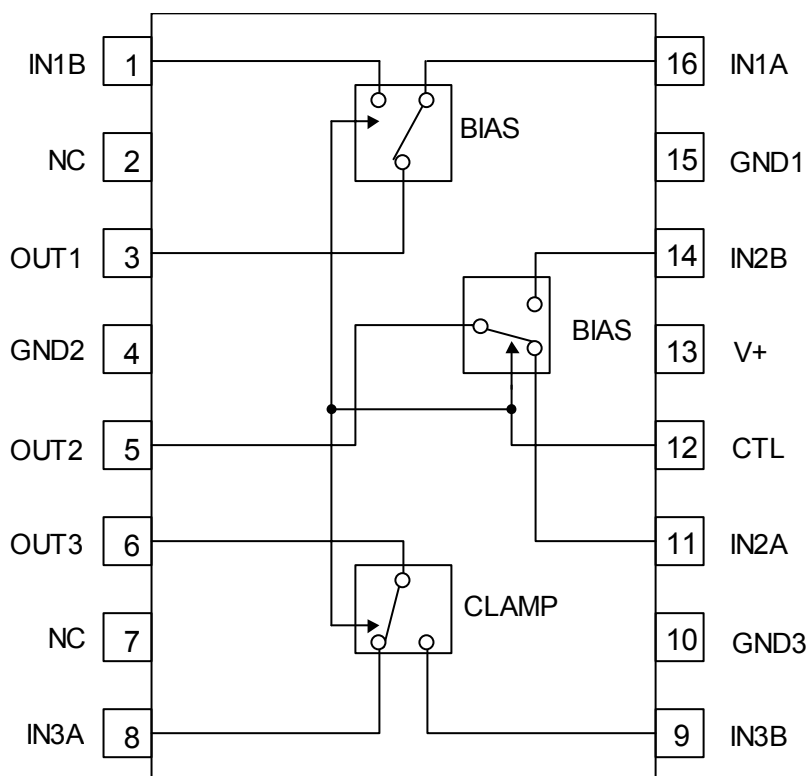 IN1B 1 16 IN1A
BIAS
NC 2 15 GND1
OUT1 3 14 IN2B
BIAS
GND2 4 13 V+
OUT2 5 12 CTL
OUT3 6 11 IN2A
CLAMP
NC 7 10 GND3
IN3A 8 9 IN3B